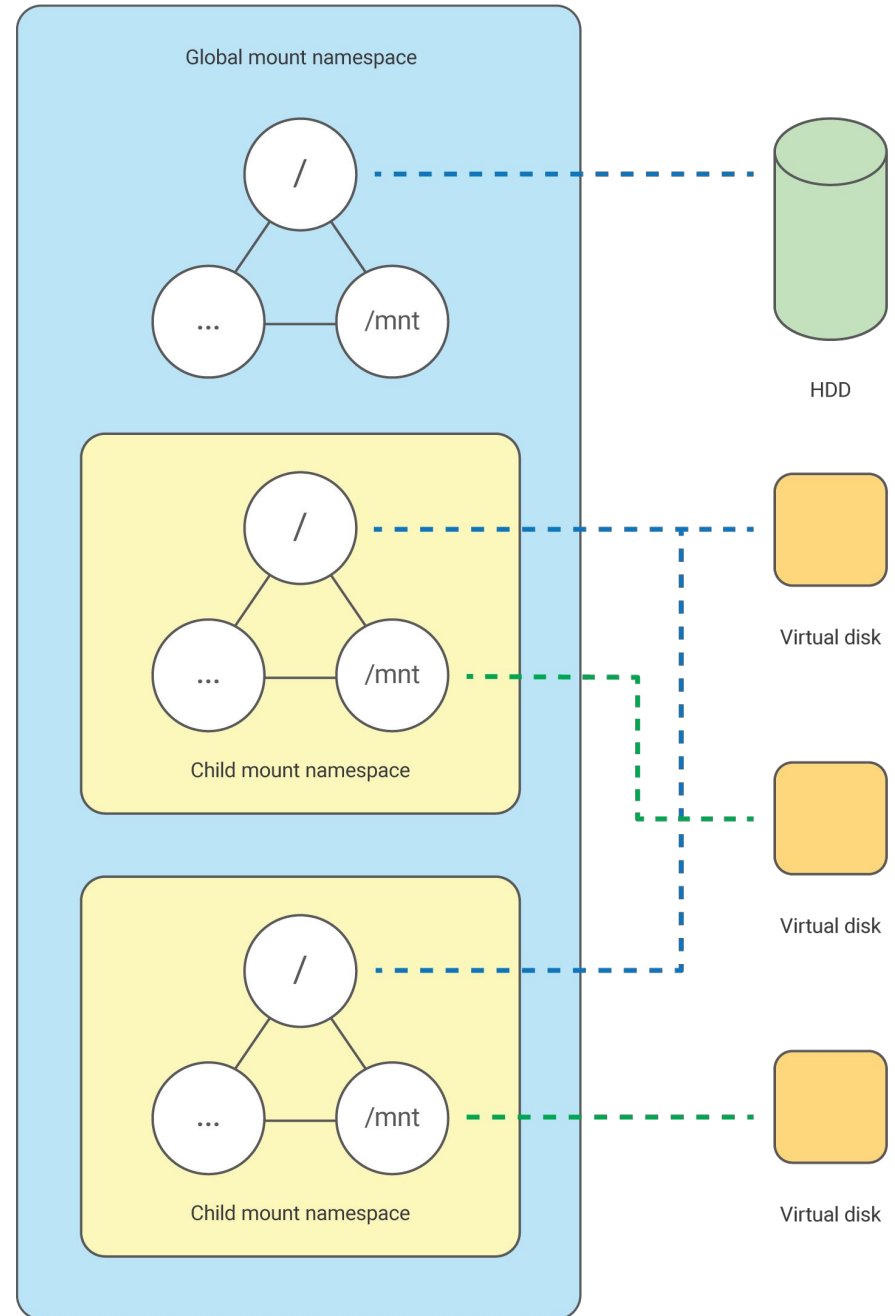 Global mount namespace
/
...
/mnt
HDD
/
...
/mnt
Child mount namespace
Virtual disk
Virtual disk
/
...
/mnt
Child mount namespace
Virtual disk